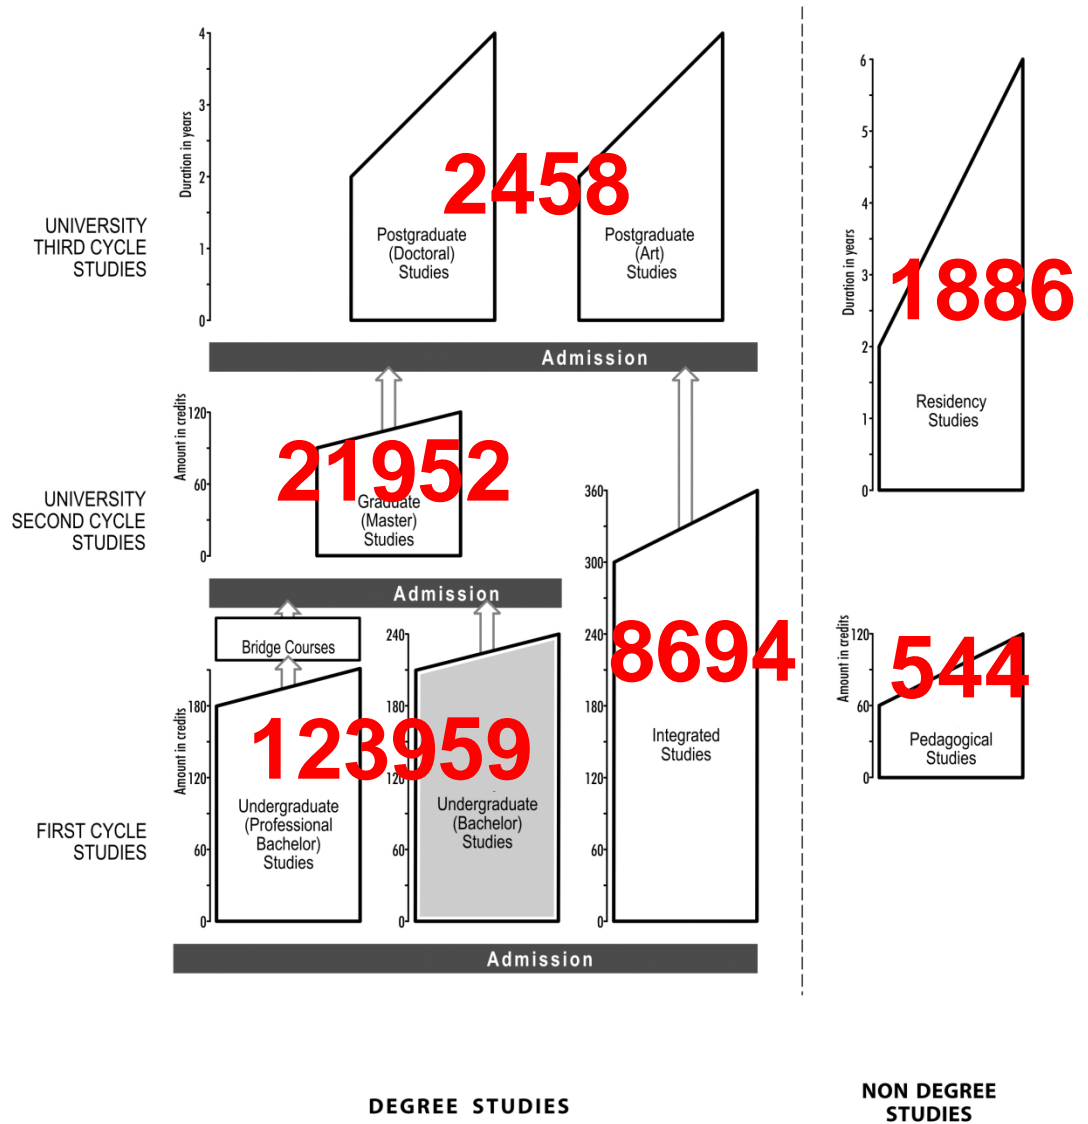 4
3
2
1
0
Duration in years
2458
Postgraduate
(Doctoral)
Studies
Postgraduate
(Art)
Studies
UNIVERSITY
THIRD CYCLE
STUDIES
Admission
6
5
4
3
2
1
0
Duration in years
1886
Residency
Studies
Amount in credits
120
60
0
21952
Graduate
(Master)
Studies
UNIVERSITY
SECOND CYCLE
STUDIES
Admission
Bridge Courses
180
120
60
0
Amount in credits
240
180
120
60
0
123959
Undergraduate
(Professional
Bachelor)
Studies
Undergraduate
(Bachelor)
Studies
FIRST CYCLE
STUDIES
360
300
240
180
120
60
0
8694
Integrated
Studies
Amount in credits
120
60
0
544
Pedagogical
Studies
Admission
DEGREE STUDIES
NON DEGREE
STUDIES